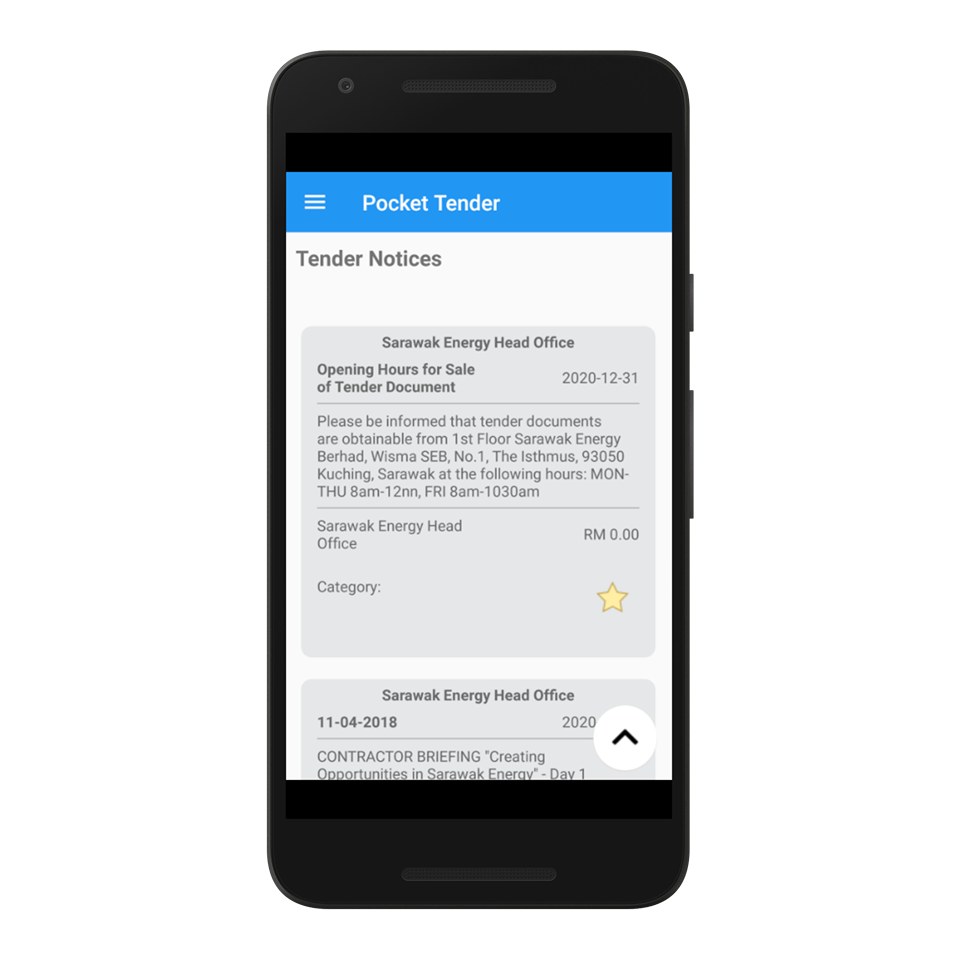 Pocket Tender
Tender Notices
Sarawak Energy Head Office
Opening Hours for Sale
of Tender Document
2020-12-31
Please be informed that tender documents
are obtainable from 1st Floor Sarawak Energy
Berhad, Wisma SEB, No.1, The Isthmus, 93050
Kuching, Sarawak at the following hours: MON-
THU 8am-12nn, FRI 8am-1030am
Sarawak Energy Head
Office
RM 0.00
Category:
Sarawak Energy Head Office
11-04-2018
2020
CONTRACTOR BRIEFING "Creating
Opportunities in Sarawak Energy" - Day 1